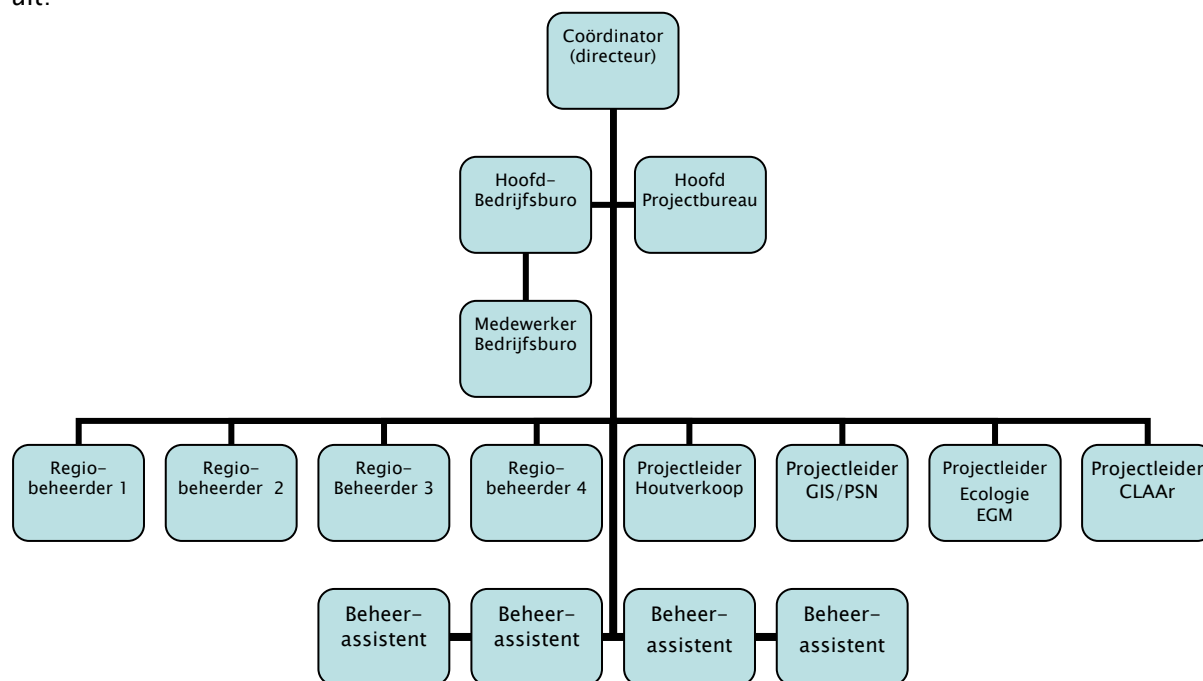 uit:
Coördinator
(directeur)
Hoofd-
Bedrijfsburo
Hoofd
Projectbureau
Medewerker
Bedrijfsburo
Regio-
beheerder 1
Regio-
beheerder 2
Regio-
Beheerder 3
Regio-
beheerder 4
Projectleider
Houtverkoop
Projectleider
GIS/PSN
Projectleider
Ecologie
EGM
Projectleider
CLAAr
Beheer-
assistent
Beheer-
assistent
Beheer-
assistent
Beheer-
assistent